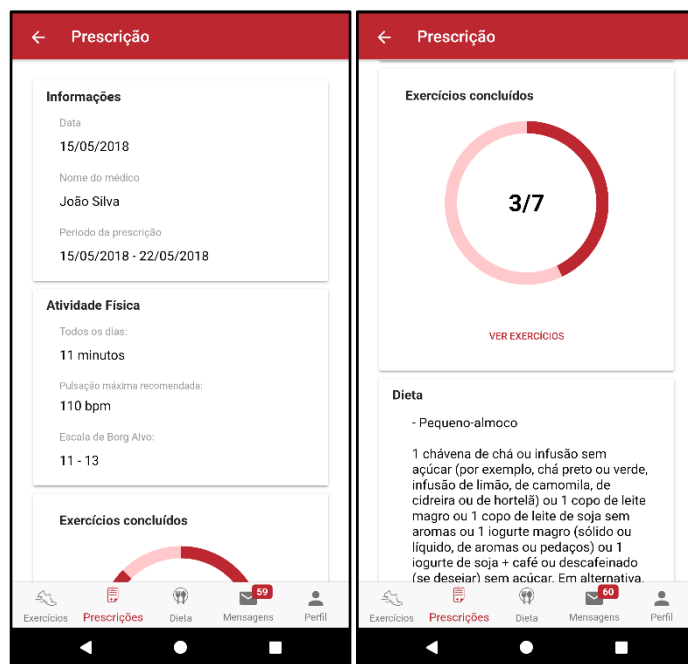 Prescrição
Informações
Data
15/05/2018
Nome do médico
João Silva
Periodo da prescrição
15/05/2018 - 22/05/2018
Atividade Física
Todos os dias:
11 minutos
Pulsação máxima recomendada:
110 bpm
Escala de Borg Alvo:
11 - 13
Exercícios concluídos
59
Exercícios
Prescrições
Dieta
Mensagens
Perfil
Prescrição
Exercícios concluídos
3/7
VER EXERCÍCIOS
Dieta
- Pequeno-almoco
1 chávena de chá ou infusão sem
açúcar (por exemplo, chá preto ou verde,
infusão de limão, de camomila, de
cidreira ou de hortelã) ou 1 copo de leite
magro ou 1 copo de leite de soja sem
aromas ou 1 iogurte magro (sólido ou
líquido, de aromas ou pedaços) ou 1
iogurte de soja + café ou descafeinado
(se desejar) sem açúcar. Em alternativa,
60
Exercícios
Prescrições
Dieta
Mensagens
Perfil